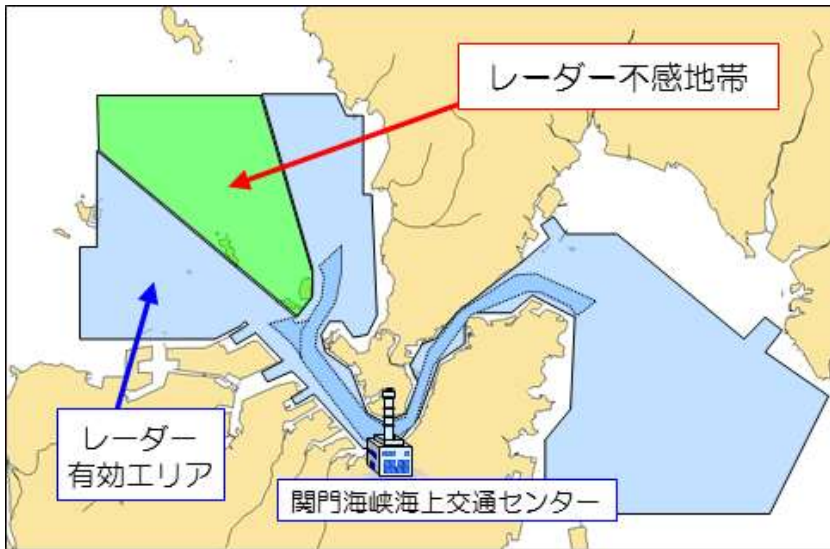 レーダー不感地帯
レーダー
有効エリア
関門海峡海上交通センター